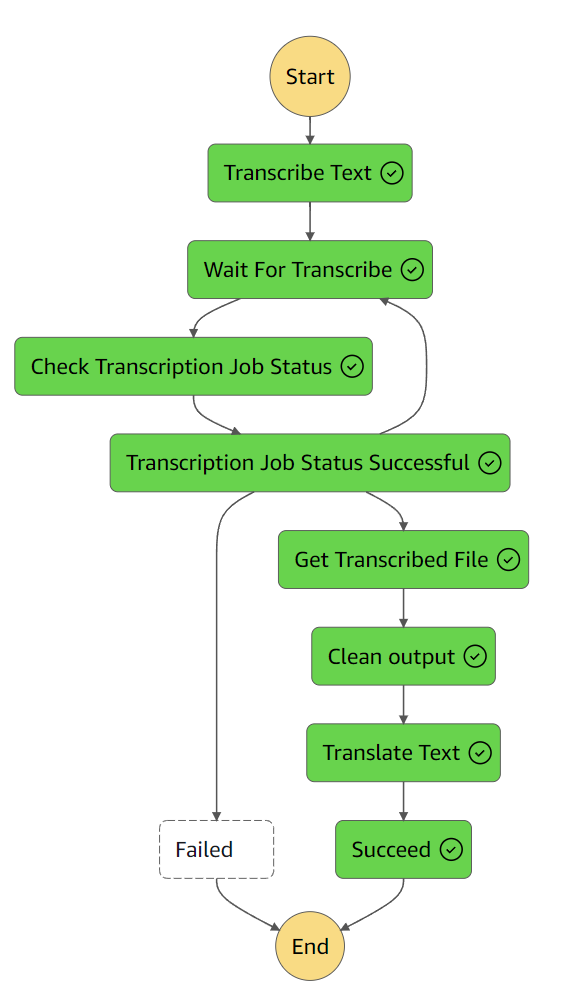 Start
Transcribe Text
Wait For Transcribe
Check Transcription Job Status
Transcription Job Status Successful
Get Transcribed File
Clean output
Translate Text
Failed
Succeed
End